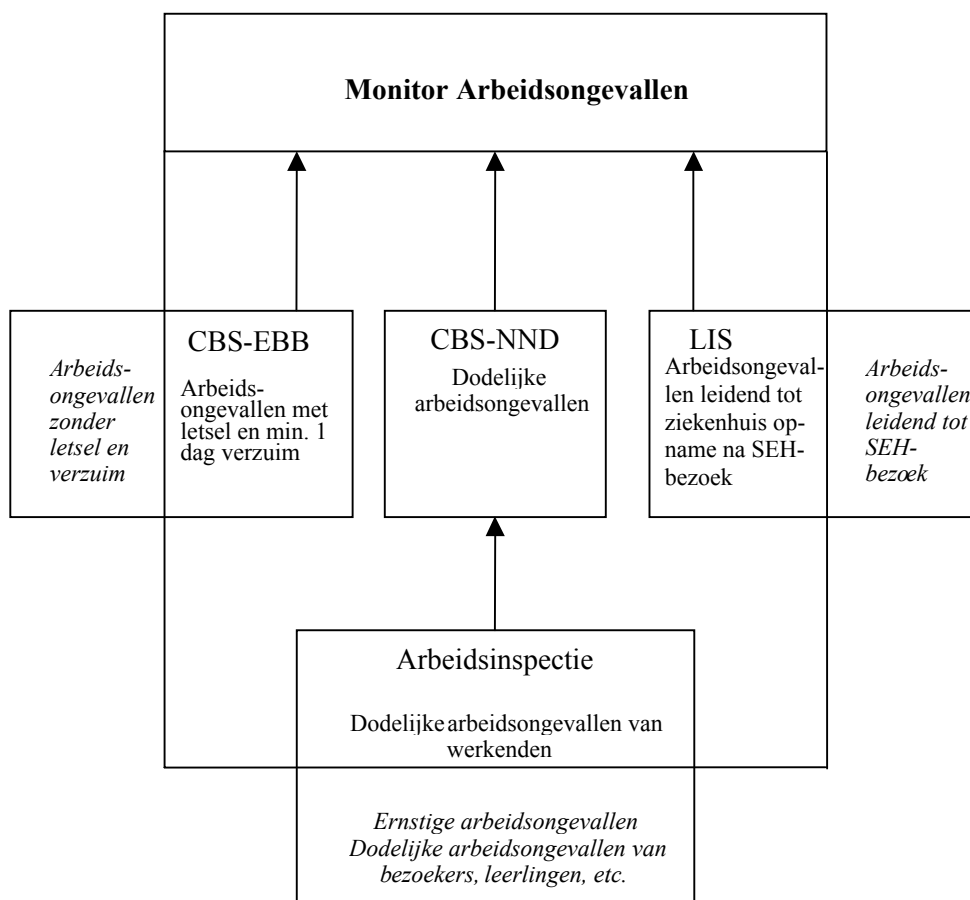 Monitor Arbeidsongevallen
Arbeids-
ongevallen
zonder
letsel en
verzuim
CBS-EBB
Arbeids-
ongevallen met
letsel en min. 1
dag verzuim
CBS-NND
Dodelijke
arbeidsongevallen
LIS
Arbeidsongeval-
len leidend tot
ziekenhuis op-
name na SEH-
bezoek
Arbeids-
ongevallen
leidend tot
SEH-
bezoek
Arbeidsinspectie
Dodelijke arbeidsongevallen van
werkenden
Ernstige arbeidsongevallen
Dodelijke arbeidsongevallen van
bezoekers, leerlingen, etc.